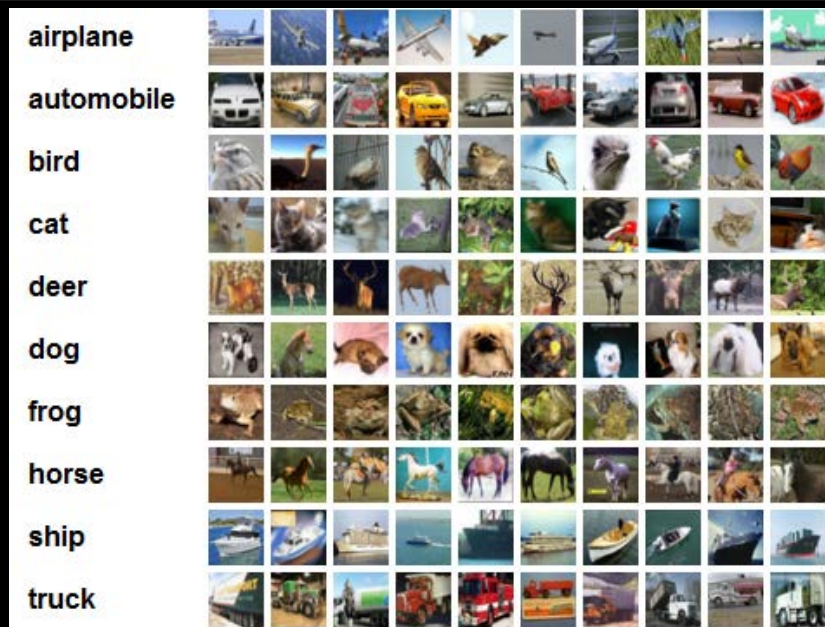 airplane
automobile
bird
cat
deer
dog
frog
horse
ship
truck